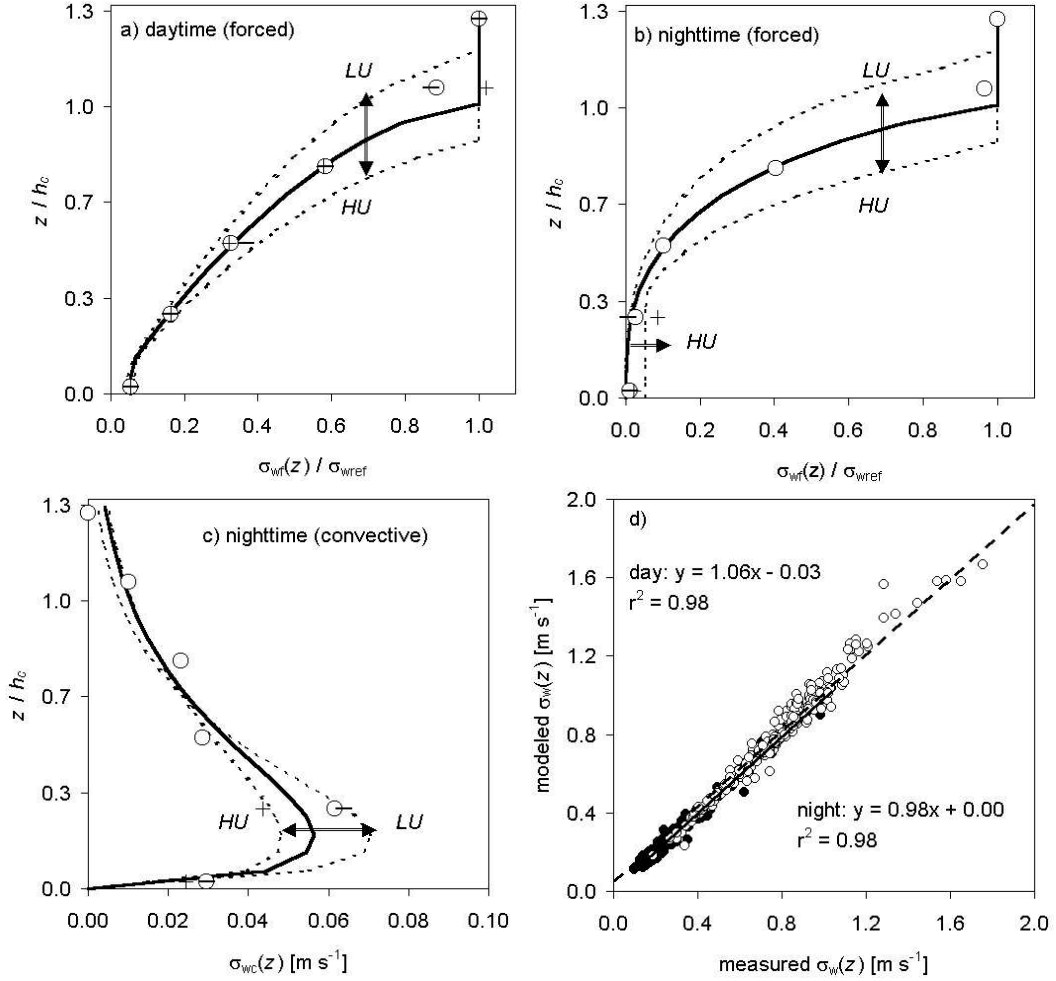 a) daytime (forced)
LU
HU
1.3
1.0
0.7
0.3
0.0
z / hc
0.0 0.2 0.4 0.6 0.8 1.0
σwf(z) / σwref
b) nighttime (forced)
LU
HU
HU
1.3
1.0
0.7
0.3
0.0
z / hc
0.0 0.2 0.4 0.6 0.8 1.0
σwf(z) / σwref
c) nighttime (convective)
HU LU
1.3
1.0
0.7
0.3
0.0
z / hc
0.00 0.02 0.04 0.06 0.08 0.10
σwc(z) [m s-1]
d)
day: y = 1.06x - 0.03
r2 = 0.98
night: y = 0.98x + 0.00
r2 = 0.98
2.0
1.6
1.2
0.8
0.4
0.0
modeled σw(z) [m s-1]
0.0 0.4 0.8 1.2 1.6 2.0
measured σw(z) [m s-1]